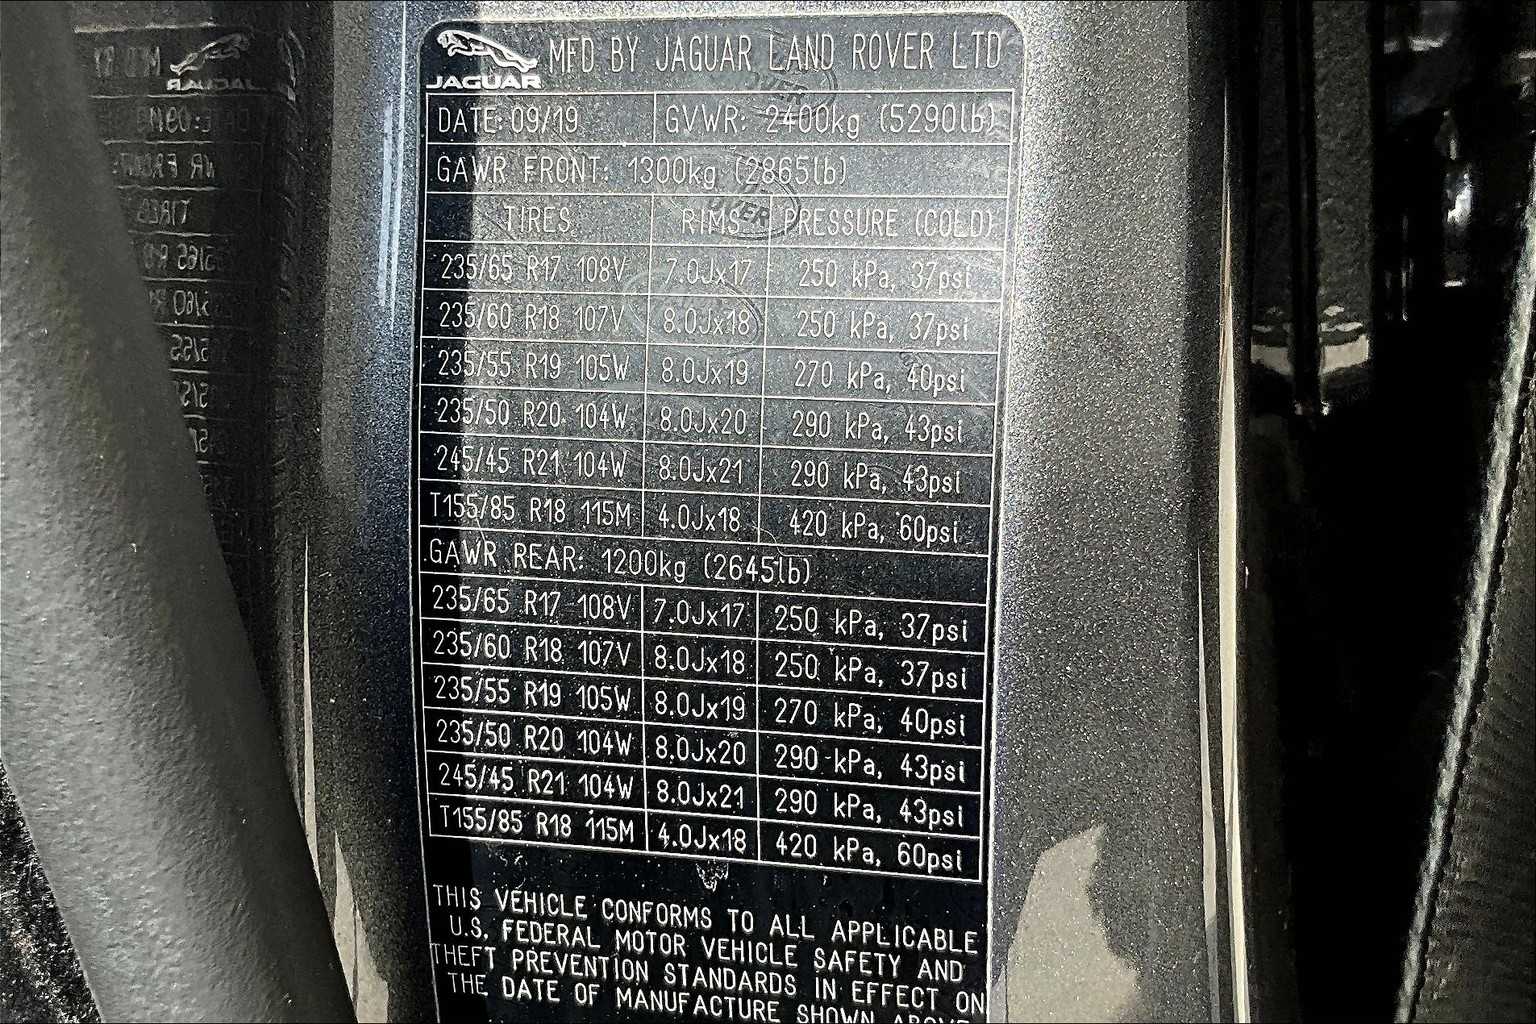 JAGUAR MFD BY JAGUAR LAND ROVER LTD
DATE: 09/19 GVWR: 2400kg (5290lb)
GAWR FRONT: 1300kg (2865lb)
TIRES RIMS PRESSURE (COLD)
235/65 R17 108V 7.0Jx17 250 kPa, 37psi
235/60 R18 107V 8.0Jx18 250 kPa, 37psi
235/55 R19 105W 8.0Jx19 270 kPa, 40psi
235/50 R20 104W 8.0Jx20 290 kPa, 43psi
245/45 R21 104W 8.0Jx21 290 kPa, 43psi
T155/85 R18 115M 4.0Jx18 420 kPa, 60psi
GAWR REAR: 1200kg (2645lb)
235/65 R17 108V 7.0Jx17 250 kPa, 37psi
235/60 R18 107V 8.0Jx18 250 kPa, 37psi
235/55 R19 105W 8.0Jx19 270 kPa, 40psi
235/50 R20 104W 8.0Jx20 290 kPa, 43psi
245/45 R21 104W 8.0Jx21 290 kPa, 43psi
T155/85 R18 115M 4.0Jx18 420 kPa, 60psi
THIS VEHICLE CONFORMS TO ALL APPLICABLE
U.S. FEDERAL MOTOR VEHICLE SAFETY AND
THEFT PREVENTION STANDARDS IN EFFECT ON
THE DATE OF MANUFACTURE SHOWN ABOVE